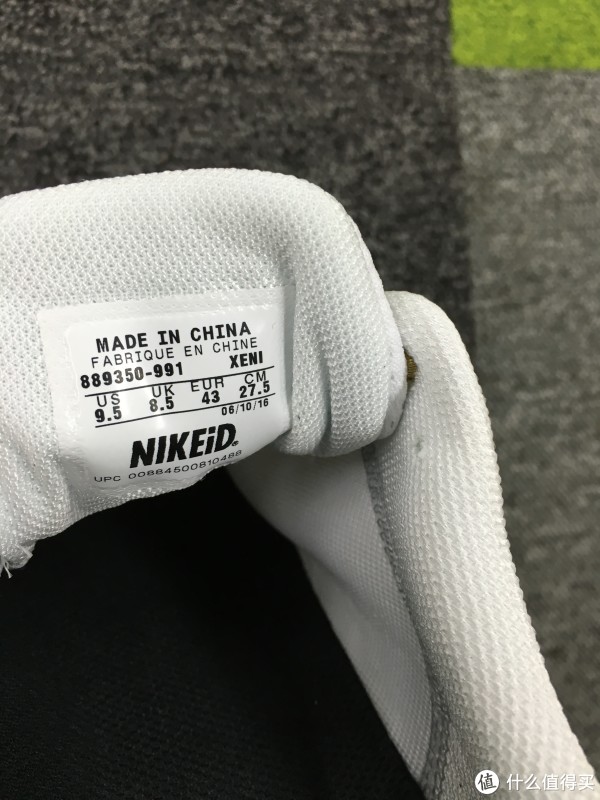 MADE IN CHINA
FABRIQUE EN CHINE
889350-991 XENI
US UK EUR CM
9.5 8.5 43 27.5
06/10/16
NIKEiD®
UPC 00884500810488
值 什么值得买